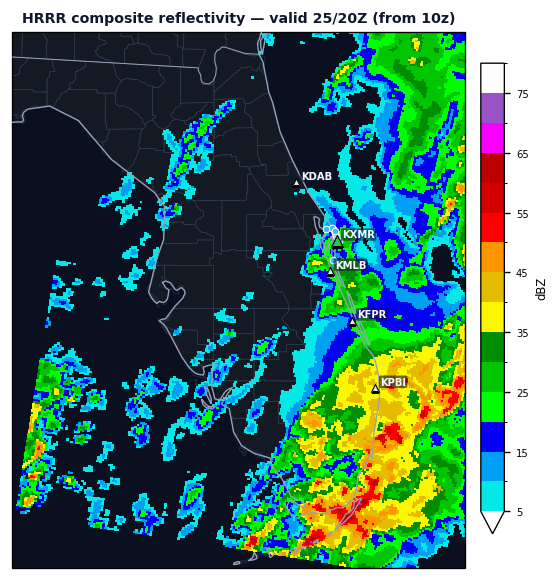 HRRR composite reflectivity — valid 25/20Z (from 10z)
KDAB
KXMR
KMLB
KFPR
KPBI
75
65
55
45
35
25
15
5
dBZ